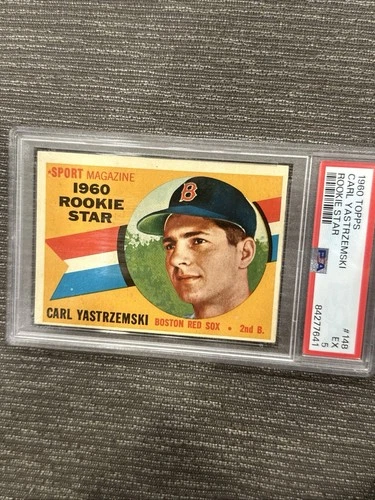 ·SPORT MAGAZINE
1960
ROOKIE
STAR
B
CARL YASTRZEMSKI BOSTON RED SOX • 2nd B.
1960 TOPPS #148
CARL YASTRZEMSKI EX
ROOKIE STAR 5
PSA 84277641